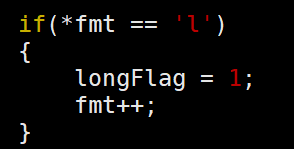 if(*fmt == 'l')
{
    longFlag = 1;
    fmt++;
}